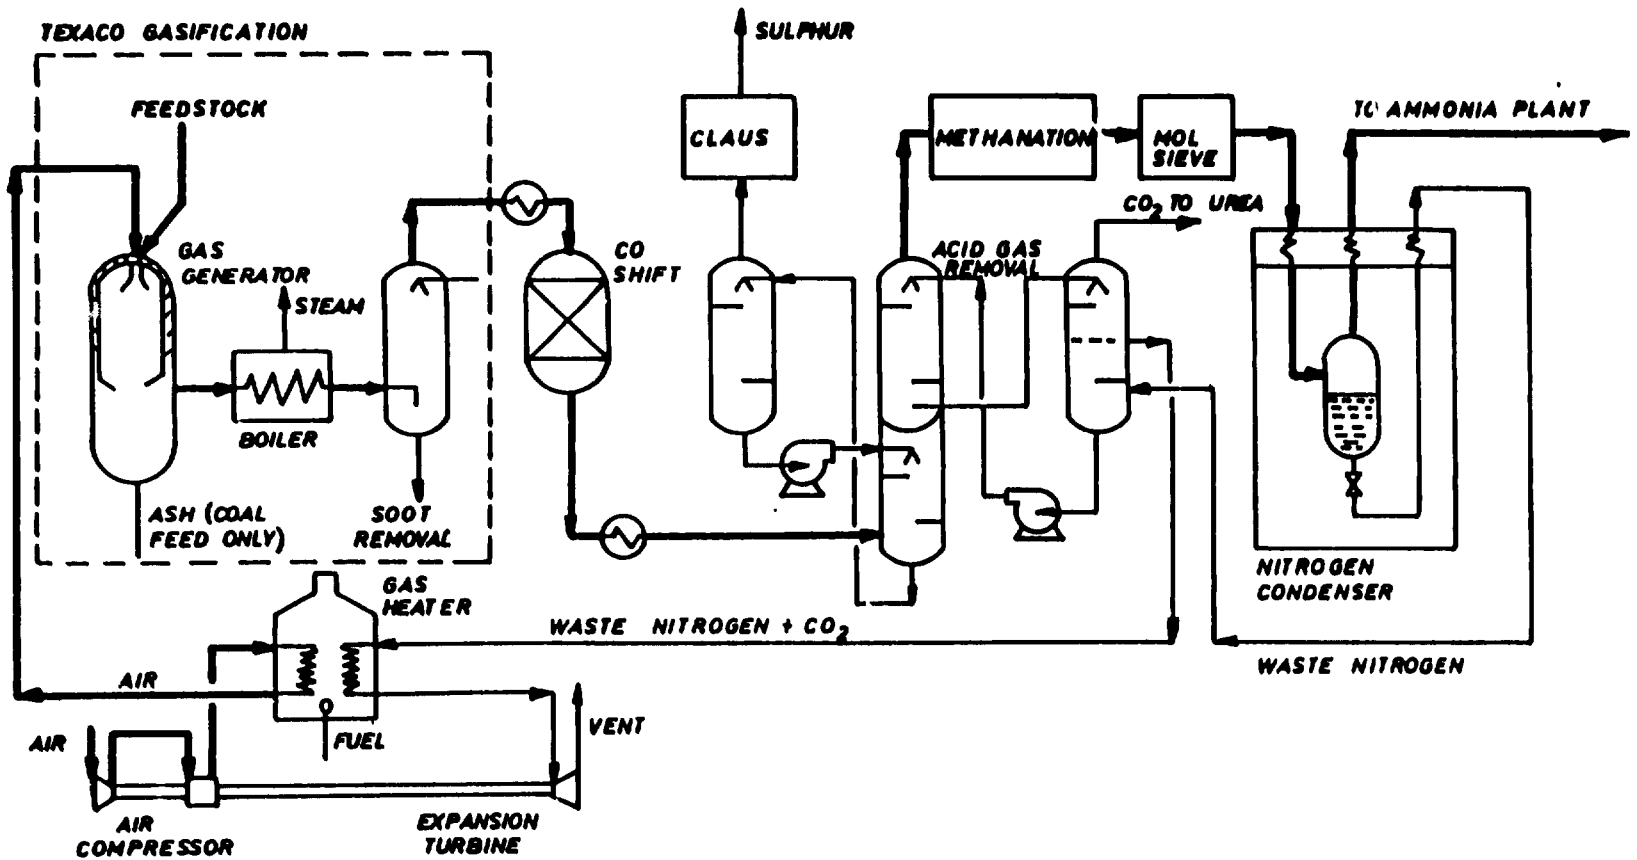 TEXACO GASIFICATION
SULPHUR
FEEDSTOCK
CLAUS
METHANATION
MOL
SIEVE
TO AMMONIA PLANT
CO2 TO UREA
GAS
GENERATOR
STEAM
CO
SHIFT
ACID GAS
REMOVAL
BOILER
ASH (COAL
FEED ONLY)
SOOT
REMOVAL
NITROGEN
CONDENSER
GAS
HEATER
WASTE NITROGEN + CO2
WASTE NITROGEN
AIR
VENT
AIR
FUEL
AIR
COMPRESSOR
EXPANSION
TURBINE